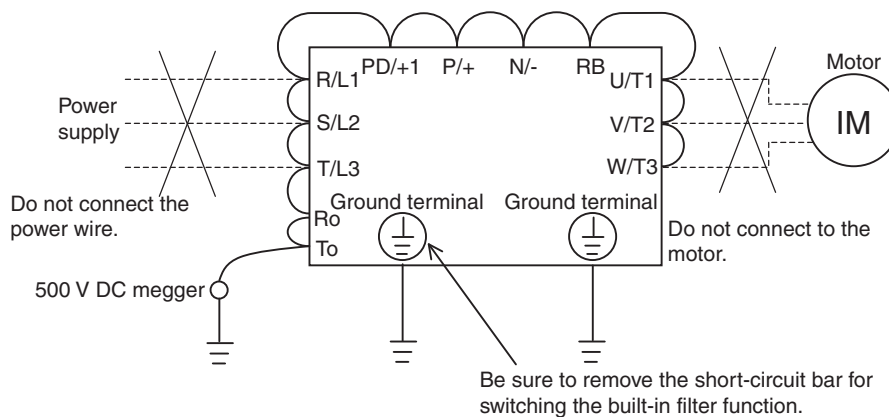 PD/+1 P/+ N/- RB
R/L1
S/L2
T/L3
Ro
To
U/T1
V/T2
W/T3
Power
supply
Motor
IM
Do not connect the
power wire.
Ground terminal
Ground terminal
Do not connect to the
motor.
500 V DC megger
Be sure to remove the short-circuit bar for
switching the built-in filter function.